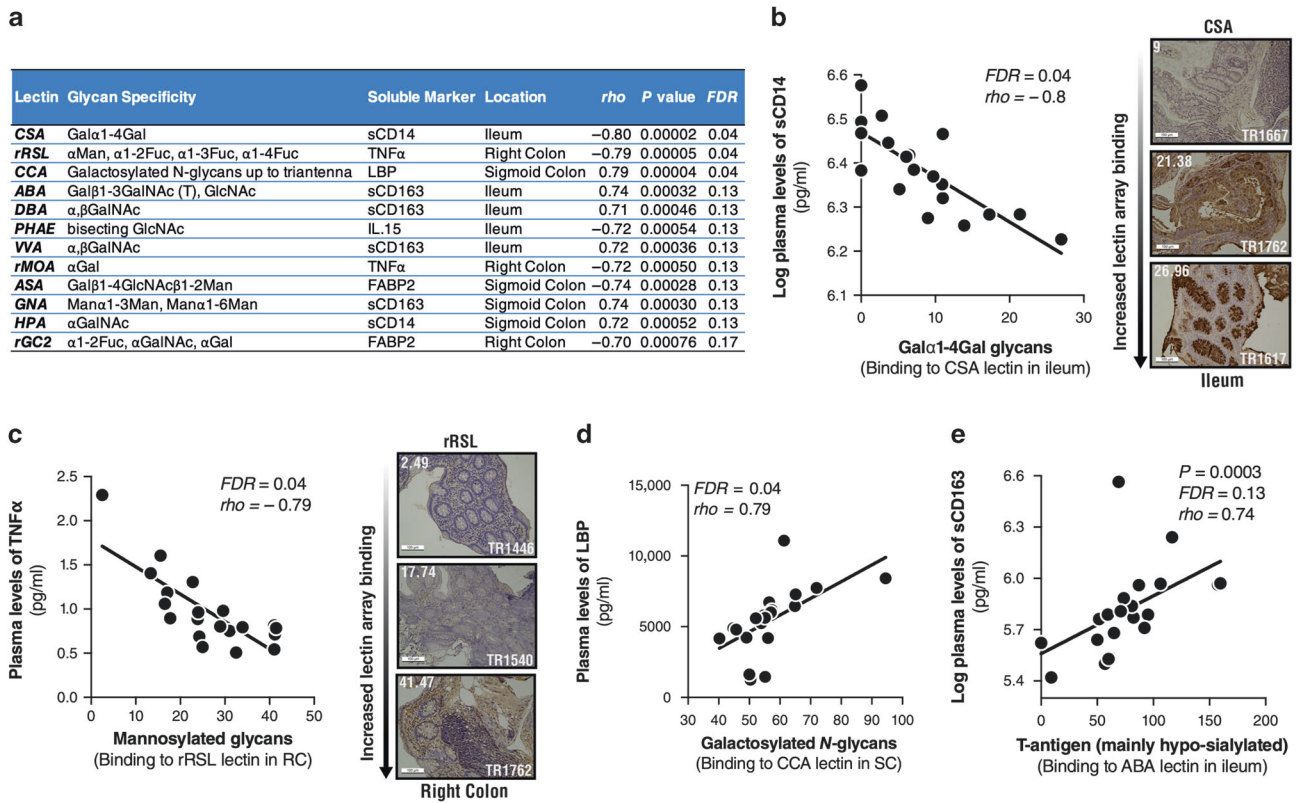 a
Lectin Glycan Specificity Soluble Marker Location rho P value FDR
CSA Galα1-4Gal sCD14 Ileum −0.80 0.00002 0.04
rRSL αMan, α1-2Fuc, α1-3Fuc, α1-4Fuc TNFα Right Colon −0.79 0.00005 0.04
CCA Galactosylated N-glycans up to triantenna LBP Sigmoid Colon 0.79 0.00004 0.04
ABA Galβ1-3GalNAc (T), GlcNAc sCD163 Ileum 0.74 0.00032 0.13
DBA α,βGalNAc sCD163 Ileum 0.71 0.00046 0.13
PHAE bisecting GlcNAc IL.15 Ileum −0.72 0.00054 0.13
VVA α,βGalNAc sCD163 Ileum 0.72 0.00036 0.13
rMOA αGal TNFα Right Colon −0.72 0.00050 0.13
ASA Galβ1-4GlcNAcβ1-2Man FABP2 Sigmoid Colon −0.74 0.00028 0.13
GNA Manα1-3Man, Manα1-6Man sCD163 Sigmoid Colon 0.74 0.00030 0.13
HPA αGalNAc sCD14 Sigmoid Colon 0.72 0.00052 0.13
rGC2 α1-2Fuc, αGalNAc, αGal FABP2 Right Colon −0.70 0.00076 0.17
b
Log plasma levels of sCD14
(pg/ml)
6.6
6.5
6.4
6.3
6.2
6.1
FDR = 0.04
rho = − 0.8
0 10 20 30
Galα1-4Gal glycans
(Binding to CSA lectin in ileum)
Increased lectin array binding
CSA
9
TR1667
21.38
TR1762
26.96
TR1617
Ileum
c
Plasma levels of TNFα
(pg/ml)
2.5
2.0
1.5
1.0
0.5
0.0
FDR = 0.04
rho = − 0.79
0 10 20 30 40 50
Mannosylated glycans
(Binding to rRSL lectin in RC)
Increased lectin array binding
rRSL
2.49
TR1446
17.74
TR1540
41.47
TR1762
Right Colon
d
Plasma levels of LBP
(pg/ml)
15,000
10,000
5000
0
FDR = 0.04
rho = 0.79
30 40 50 60 70 80 90 100
Galactosylated N-glycans
(Binding to CCA lectin in SC)
e
Log plasma levels of sCD163
(pg/ml)
6.6
6.3
6.0
5.7
5.4
P = 0.0003
FDR = 0.13
rho = 0.74
0 50 100 150 200
T-antigen (mainly hypo-sialylated)
(Binding to ABA lectin in ileum)